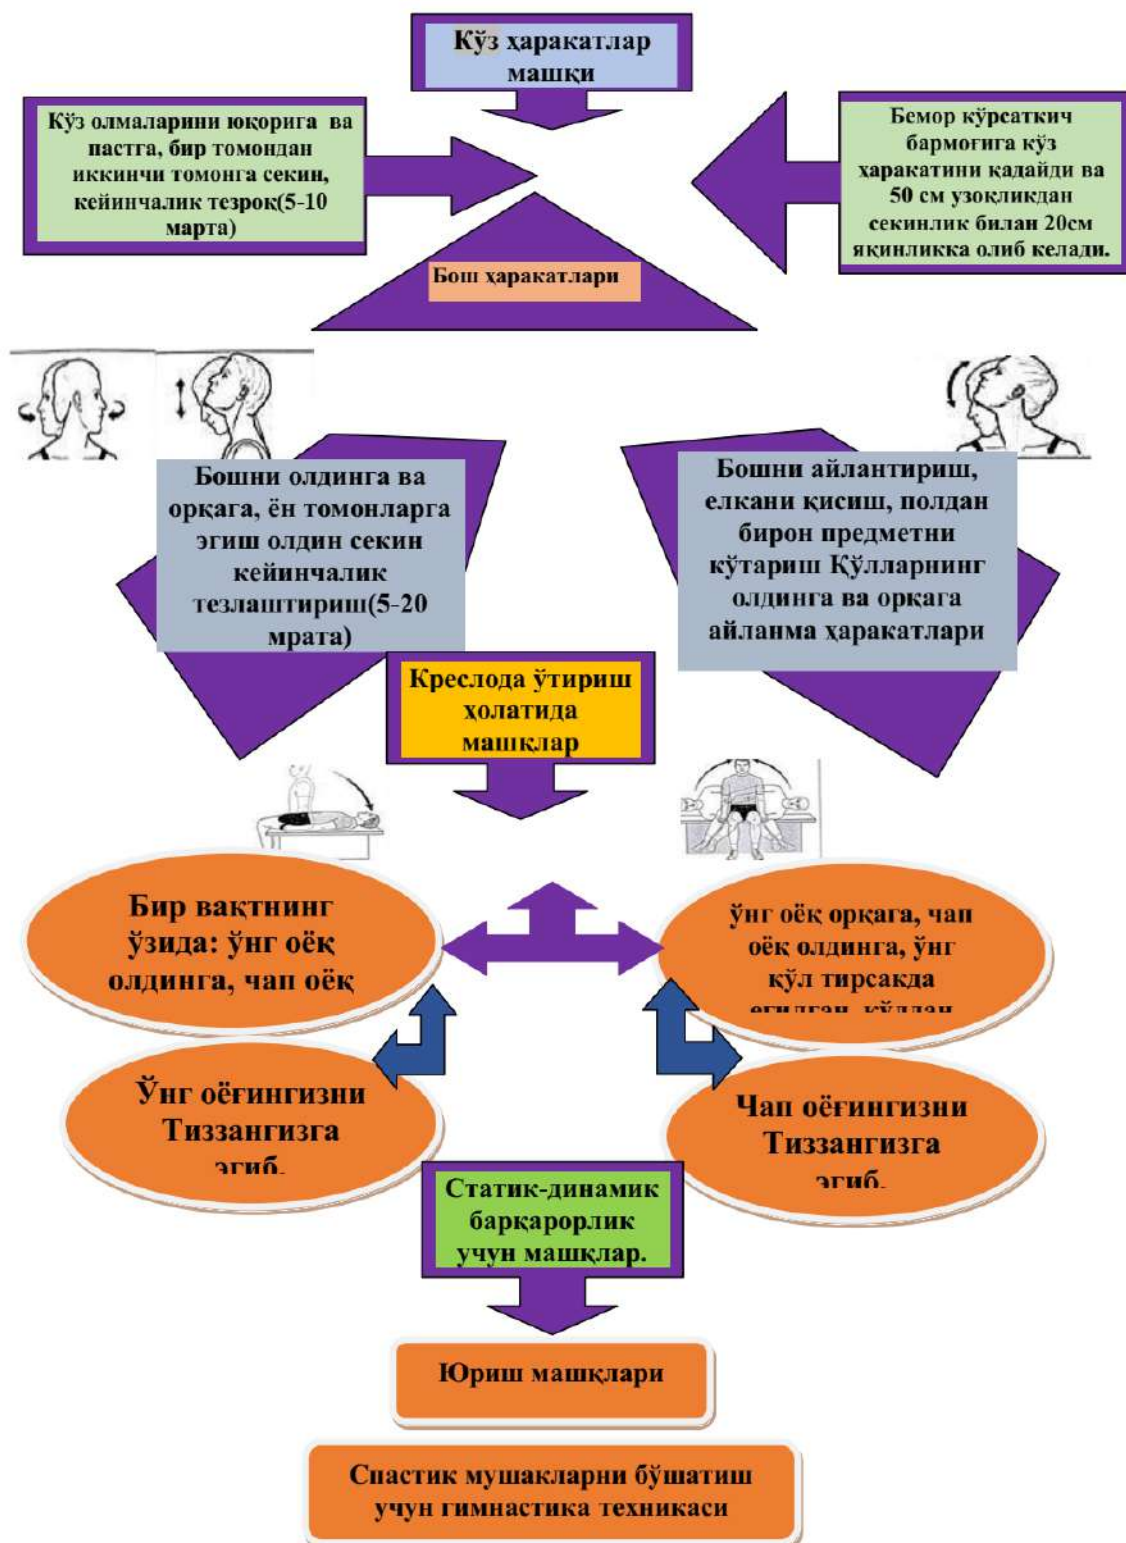 Кўз ҳаракатлар
машқи
Кўз олмаларини юқорига ва
пастга, бир томондан
иккинчи томонга секин,
кейинчалик тезроқ(5-10
марта)
Бемор кўрсаткич
бармоғига кўз
ҳаракатини қадайди ва
50 см узоқликдан
секинлик билан 20см
яқинликка олиб келади.
Бош ҳаракатлари
Бошни олдинга ва
орқага, ён томонларга
эгиш олдин секин
кейинчалик
тезлаштириш(5-20
мрата)
Бошни айлантириш,
елкани қисиш, полдан
бирон предметни
кўтариш Қўлларнинг
олдинга ва орқага
айланма ҳаракатлари
Креслода ўтириш
ҳолатида
машқлар
Бир вақтнинг
ўзида: ўнг оёқ
олдинга, чап оёқ
ўнг оёқ орқага, чап
оёқ олдинга, ўнг
қўл тирсакда
егилган, қўлдан
Ўнг оёғингизни
Тиззангизга
эгиб.
Чап оёғингизни
Тиззангизга
эгиб.
Статик-динамик
барқарорлик
учун машқлар.
Юриш машқлари
Спастик мушакларни бўшатиш
учун гимнастика техникаси